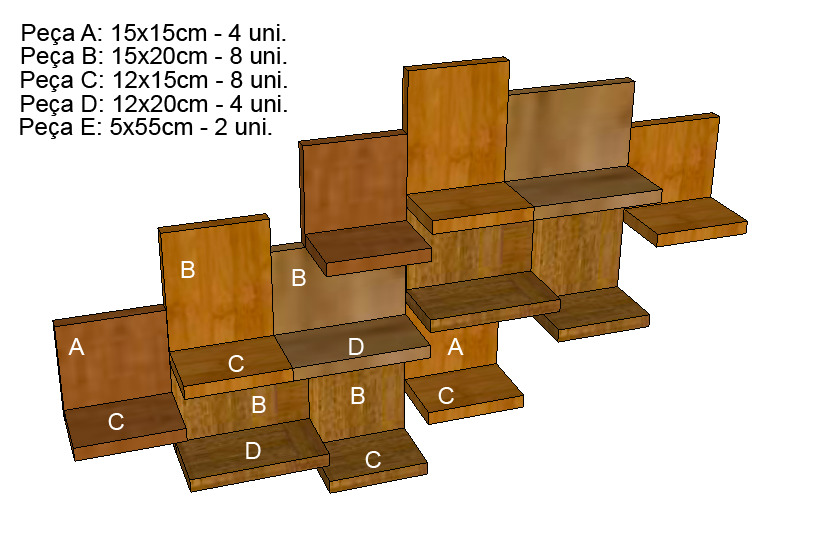 Peça A: 15x15cm - 4 uni.
Peça B: 15x20cm - 8 uni.
Peça C: 12x15cm - 8 uni.
Peça D: 12x20cm - 4 uni.
Peça E: 5x55cm - 2 uni.
B
B
A
D
A
C
B
C
B
C
D
C